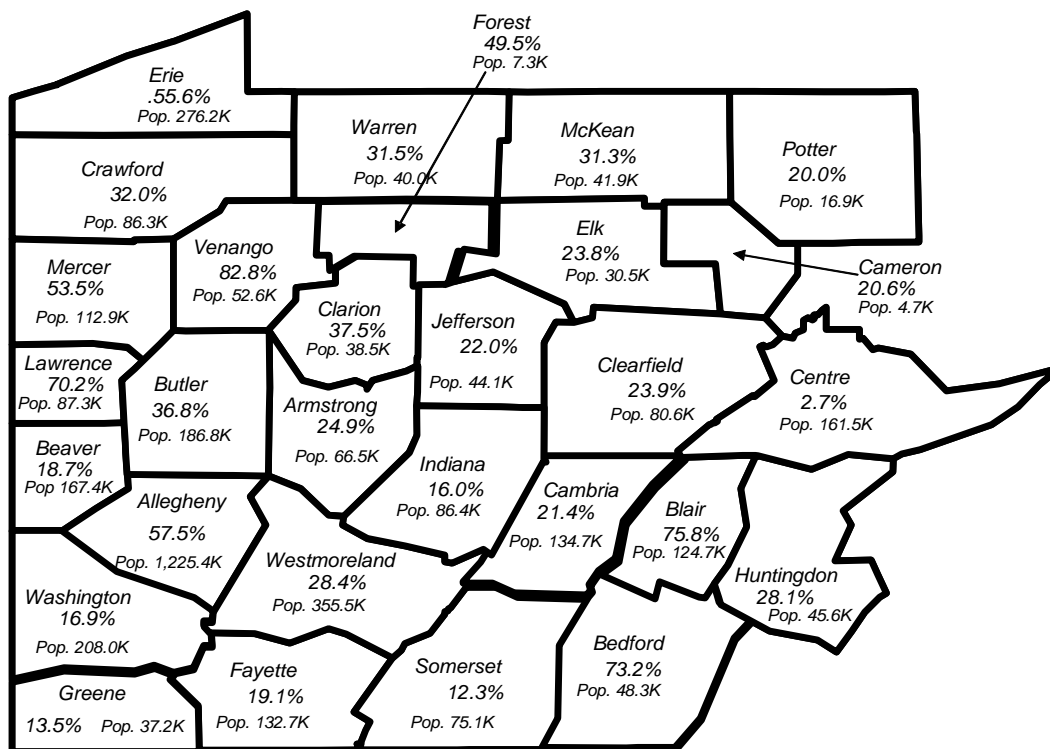 Forest
49.5%
Pop. 7.3K
Erie
.55.6%
Pop. 276.2K
Warren
31.5%
Pop. 40.0K
McKean
31.3%
Pop. 41.9K
Potter
20.0%
Pop. 16.9K
Crawford
32.0%
Pop. 86.3K
Venango
82.8%
Pop. 52.6K
Elk
23.8%
Pop. 30.5K
Cameron
20.6%
Pop. 4.7K
Mercer
53.5%
Pop. 112.9K
Clarion
37.5%
Pop. 38.5K
Jefferson
22.0%
Pop. 44.1K
Clearfield
23.9%
Pop. 80.6K
Centre
2.7%
Pop. 161.5K
Lawrence
70.2%
Pop. 87.3K
Butler
36.8%
Pop. 186.8K
Armstrong
24.9%
Pop. 66.5K
Beaver
18.7%
Pop 167.4K
Indiana
16.0%
Pop. 86.4K
Allegheny
57.5%
Pop. 1,225.4K
Cambria
21.4%
Pop. 134.7K
Blair
75.8%
Pop. 124.7K
Westmoreland
28.4%
Pop. 355.5K
Huntingdon
28.1%
Pop. 45.6K
Washington
16.9%
Pop. 208.0K
Bedford
73.2%
Pop. 48.3K
Fayette
19.1%
Pop. 132.7K
Somerset
12.3%
Pop. 75.1K
Greene
13.5% Pop. 37.2K